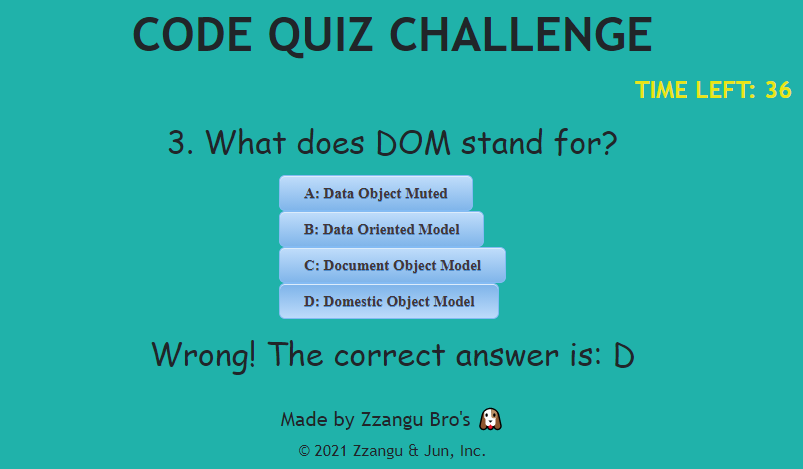 CODE QUIZ CHALLENGE
TIME LEFT: 36
3. What does DOM stand for?
A: Data Object Muted
B: Data Oriented Model
C: Document Object Model
D: Domestic Object Model
Wrong! The correct answer is: D
Made by Zzangu Bro's
© 2021 Zzangu & Jun, Inc.